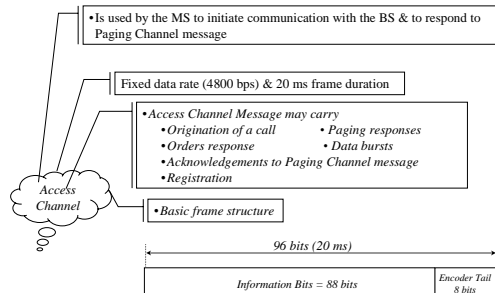 •Is used by the MS to initiate communication with the BS & to respond to
Paging Channel message
Fixed data rate (4800 bps) & 20 ms frame duration
•Access Channel Message may carry
•Origination of a call •Paging responses
•Orders response •Data bursts
•Acknowledgements to Paging Channel message
•Registration
Access
Channel
•Basic frame structure
96 bits (20 ms)
Information Bits = 88 bits
Encoder Tail
8 bits